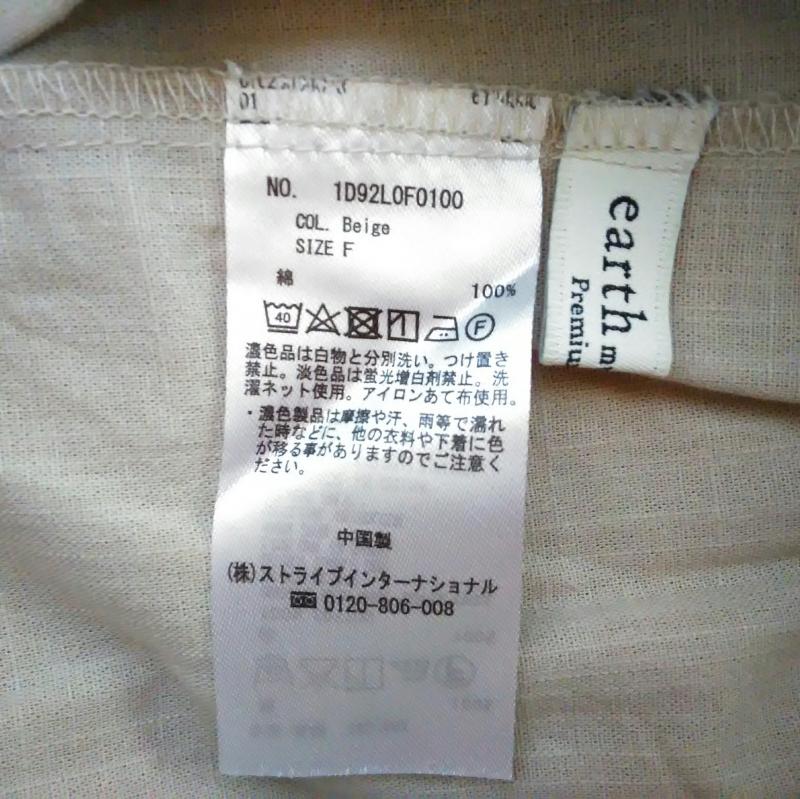 01
NO. 1D92L0F0100
COL. Beige
SIZE F
綿 100%
40
F
濃色品は白物と分別洗い。つけ置き
禁止。淡色品は蛍光増白剤禁止。洗
濯ネット使用。アイロンあて布使用。
・濃色製品は摩擦や汗、雨等で濡れ
た時などに、他の衣料や下着に色
が移る事がありますのでご注意く
ださい。
中国製
(株)ストライプインターナショナル
0120-806-008
earth